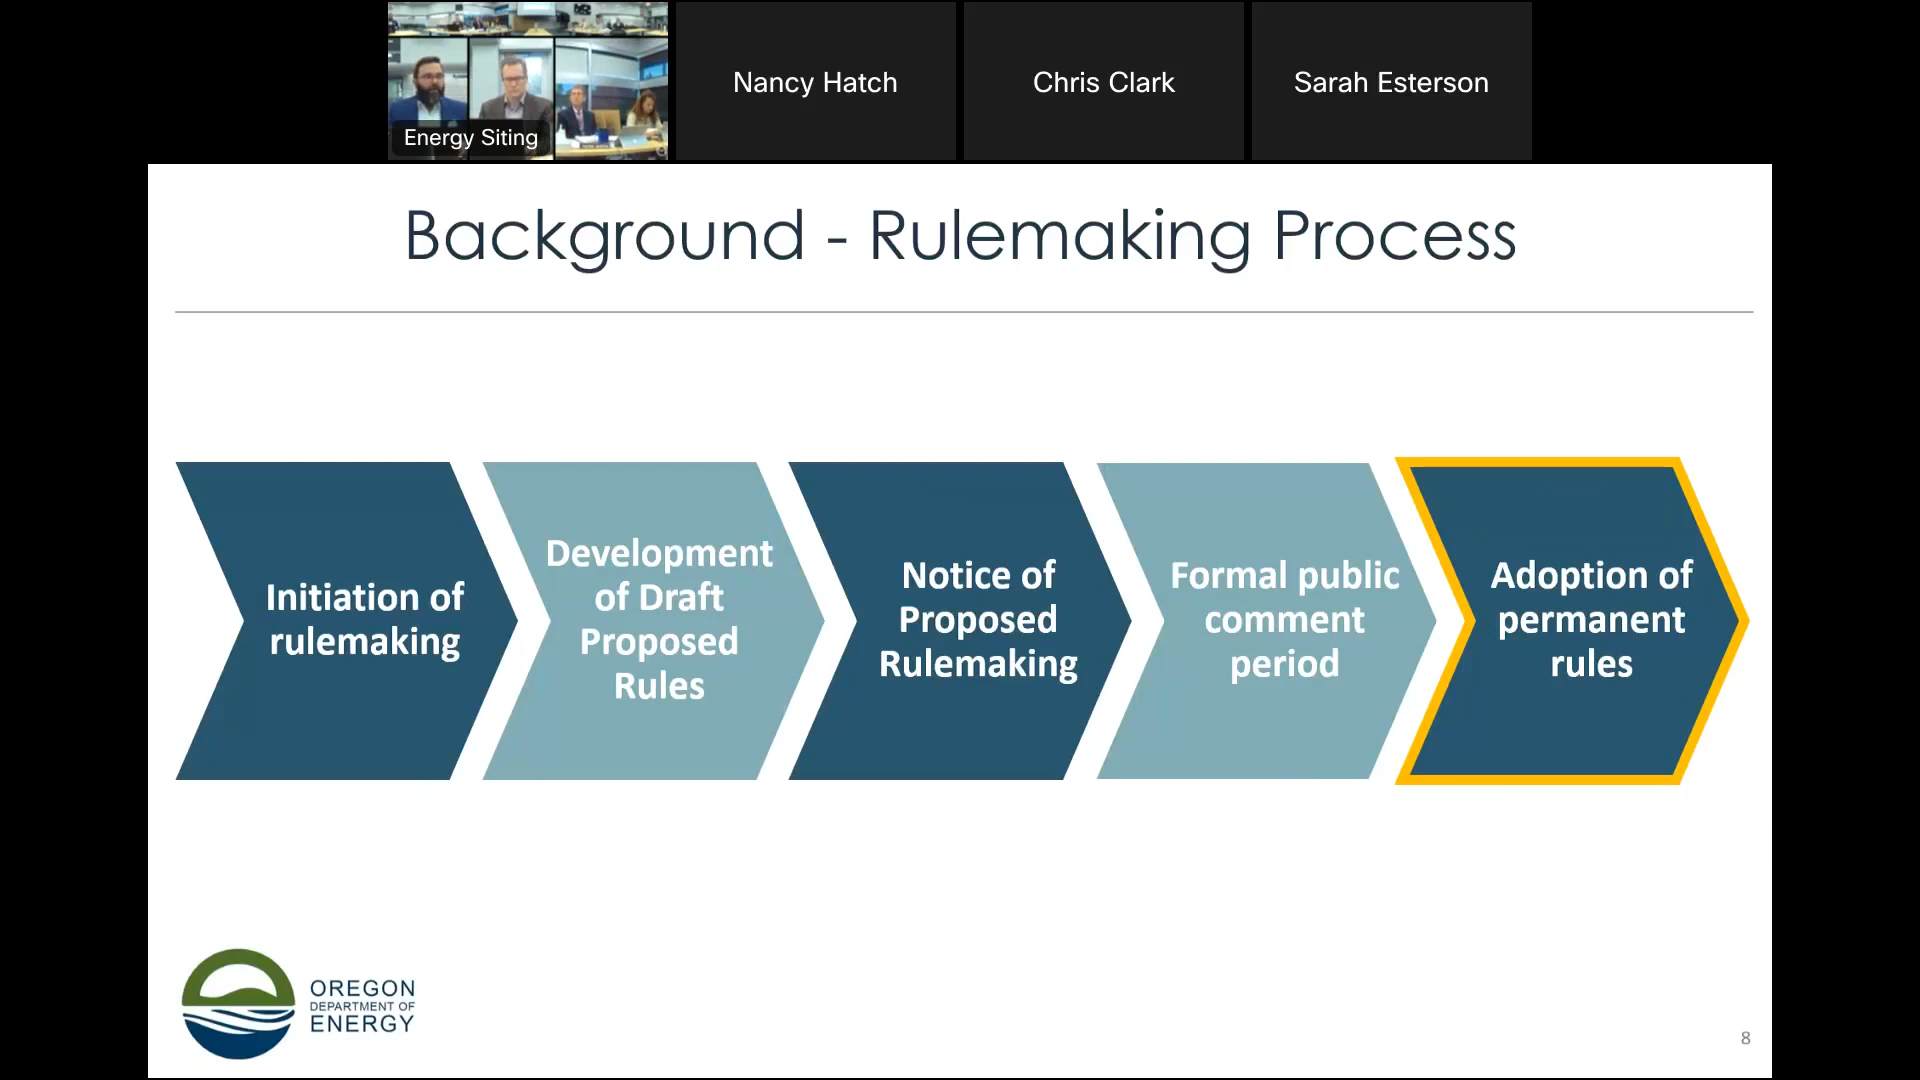 Energy Siting
Nancy Hatch
Chris Clark
Sarah Esterson
Background - Rulemaking Process
Initiation of
rulemaking
Development
of Draft
Proposed
Rules
Notice of
Proposed
Rulemaking
Formal public
comment
period
Adoption of
permanent
rules
OREGON
DEPARTMENT OF
ENERGY
8